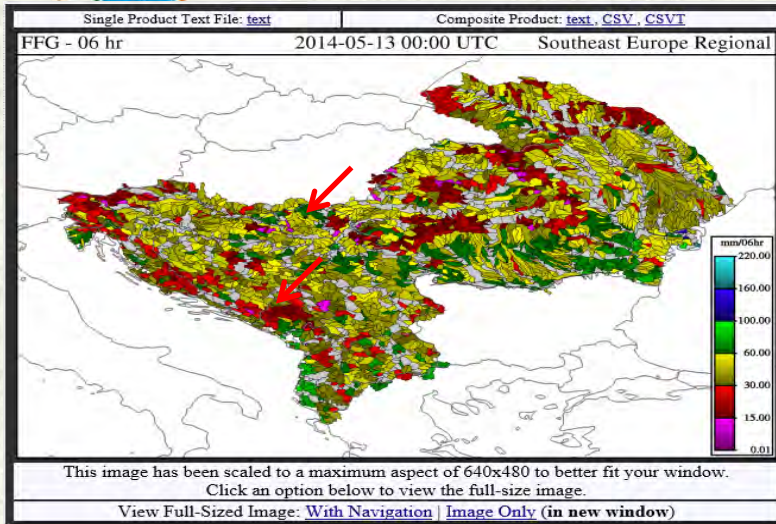 Single Product Text File: text
Composite Product: text , CSV , CSVT
FFG - 06 hr 2014-05-13 00:00 UTC Southeast Europe Regional
mm/06hr
220.00
160.00
100.00
60.00
30.00
15.00
0.01
This image has been scaled to a maximum aspect of 640x480 to better fit your window.
Click an option below to view the full-size image.
View Full-Sized Image: With Navigation | Image Only (in new window)